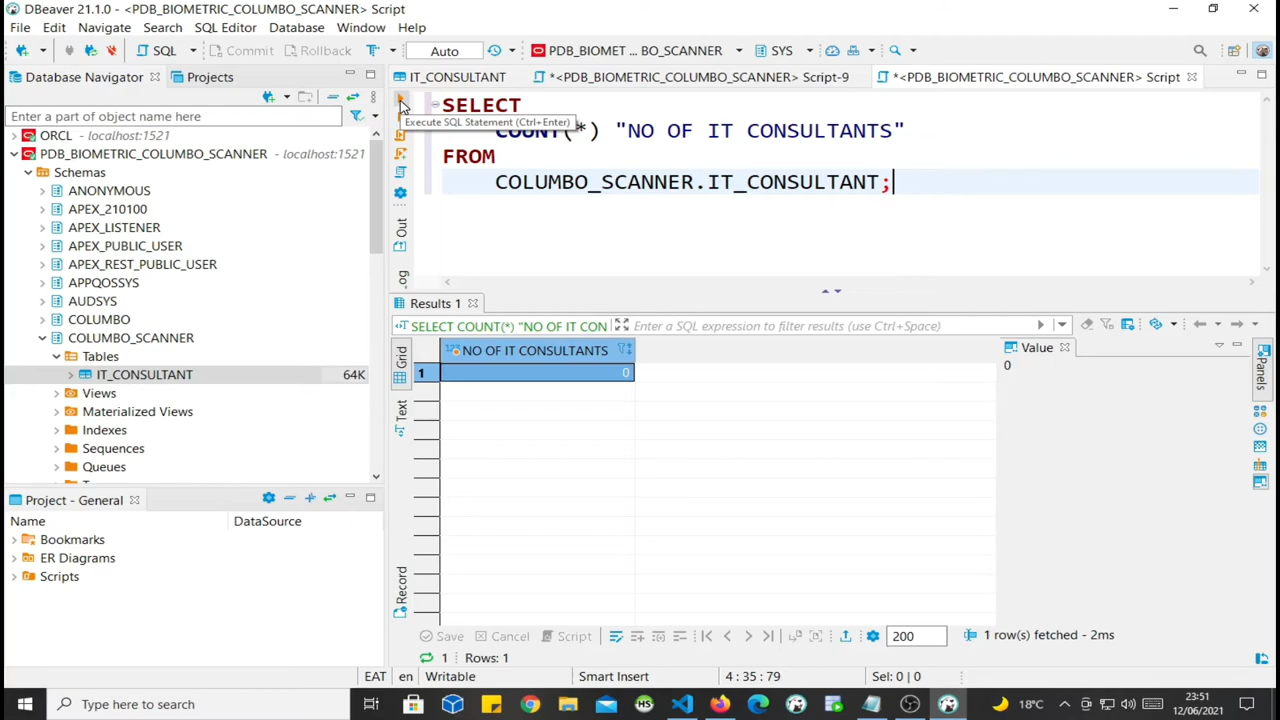 DBeaver 21.1.0 - <PDB_BIOMETRIC_COLUMBO_SCANNER> Script
File Edit Navigate Search SQL Editor Database Window Help
SQL Commit Rollback Auto PDB_BIOMET ... BO_SCANNER SYS
Database Navigator Projects
IT_CONSULTANT *<PDB_BIOMETRIC_COLUMBO_SCANNER> Script-9 *<PDB_BIOMETRIC_COLUMBO_SCANNER> Script
Enter a part of object name here
ORCL - localhost:1521
PDB_BIOMETRIC_COLUMBO_SCANNER - localhost:1521
Schemas
ANONYMOUS
APEX_210100
APEX_LISTENER
APEX_PUBLIC_USER
APEX_REST_PUBLIC_USER
APPQOSSYS
AUDSYS
COLUMBO
COLUMBO_SCANNER
Tables
IT_CONSULTANT 64K
Views
Materialized Views
Indexes
Sequences
Queues
Project - General
Name DataSource
Bookmarks
ER Diagrams
Scripts
SELECT
Execute SQL Statement (Ctrl+Enter)
COUNT(*) "NO OF IT CONSULTANTS"
FROM
COLUMBO_SCANNER.IT_CONSULTANT;
Out
Log
Results 1
SELECT COUNT(*) "NO OF IT CON Enter a SQL expression to filter results (use Ctrl+Space)
Grid
Text
Record
123 NO OF IT CONSULTANTS
1 0
Value
0
Panels
Save Cancel Script 200 1 row(s) fetched - 2ms
1 Rows: 1
EAT en Writable Smart Insert 4 : 35 : 79 Sel: 0 | 0
Type here to search
18°C
23:51
12/06/2021